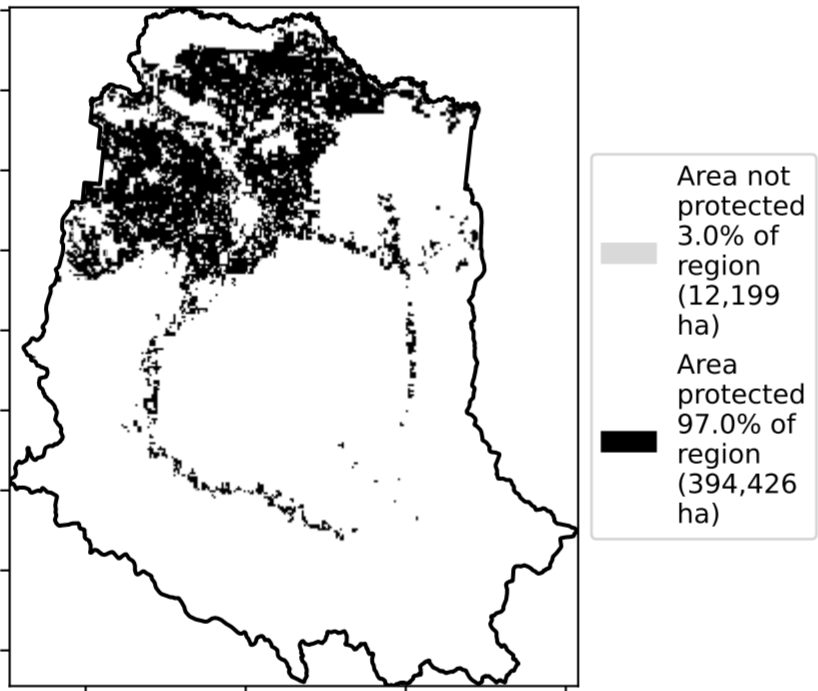 Area not
protected
3.0% of
region
(12,199
ha)
Area
protected
97.0% of
region
(394,426
ha)